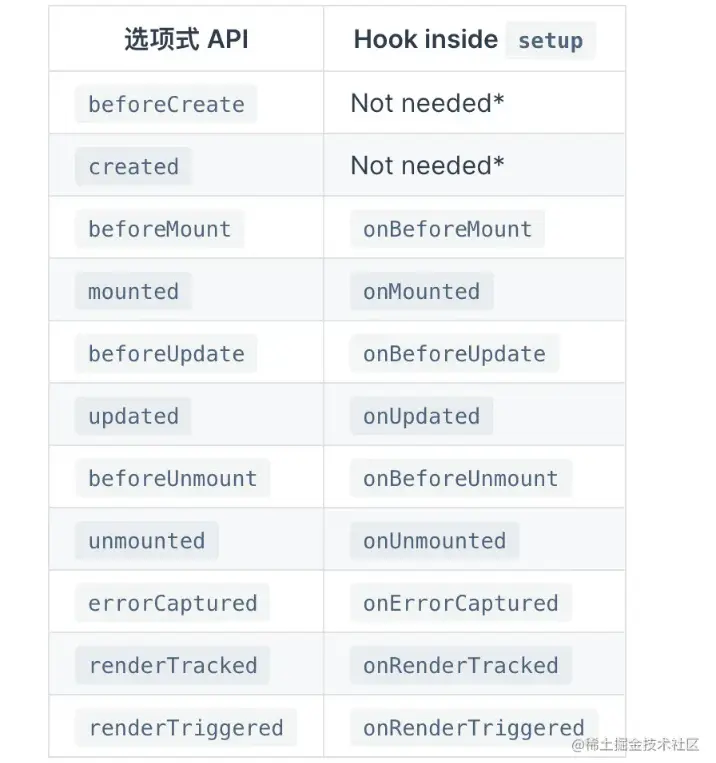 选项式 API Hook inside setup
beforeCreate Not needed*
created Not needed*
beforeMount onBeforeMount
mounted onMounted
beforeUpdate onBeforeUpdate
updated onUpdated
beforeUnmount onBeforeUnmount
unmounted onUnmounted
errorCaptured onErrorCaptured
renderTracked onRenderTracked
renderTriggered onRenderTriggered
@稀土掘金技术社区